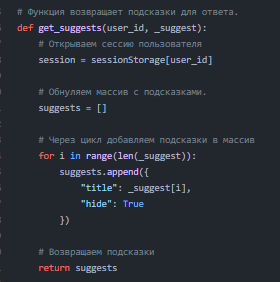 # Функция возвращает подсказки для ответа.
def get_suggests(user_id, _suggest):
# Открываем сессию пользователя
session = sessionStorage[user_id]
# Обнуляем массив с подсказками.
suggests = []
# Через цикл добавляем подсказки в массив
for i in range(len(_suggest)):
suggests.append({
"title": _suggest[i],
"hide": True
})
# Возвращаем подсказки
return suggests